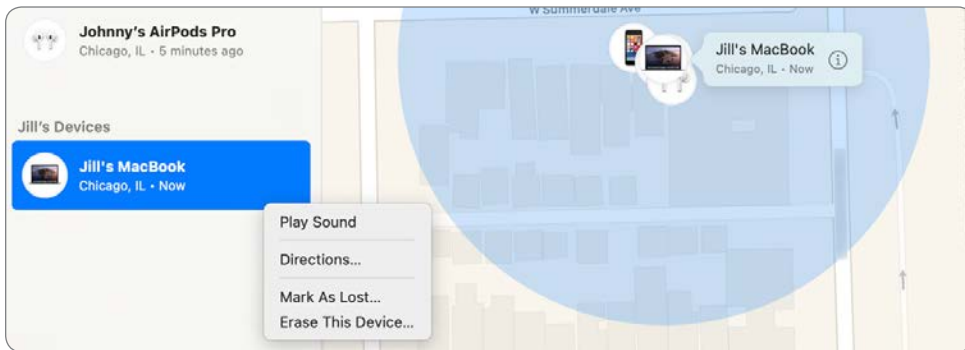 Johnny's AirPods Pro
Chicago, IL • 5 minutes ago
Jill's Devices
Jill's MacBook
Chicago, IL • Now
Play Sound
Directions...
Mark As Lost...
Erase This Device...
W Summerdale Ave
Jill's MacBook
Chicago, IL • Now